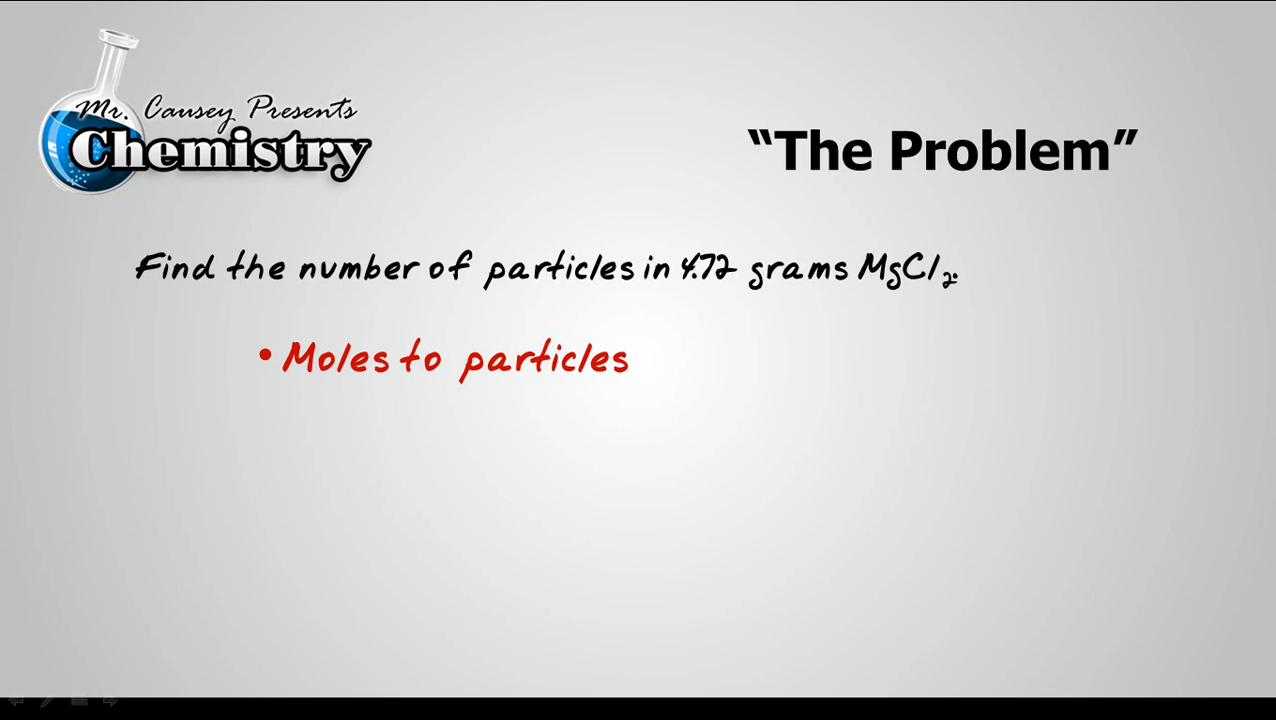 Mr. Causey Presents
Chemistry
“The Problem”
Find the number of particles in 4.72 grams MgCl₂.
• Moles to particles